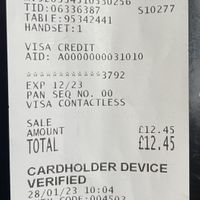 TID:06336387 S10277
TABLE:95342441
HANDSET:1
VISA CREDIT
AID: A0000000031010
************3792
EXP 12/23
PAN SEQ. NO. 00
VISA CONTACTLESS
SALE
AMOUNT £12.45
TOTAL £12.45
CARDHOLDER DEVICE
VERIFIED
28/01/23 10:04